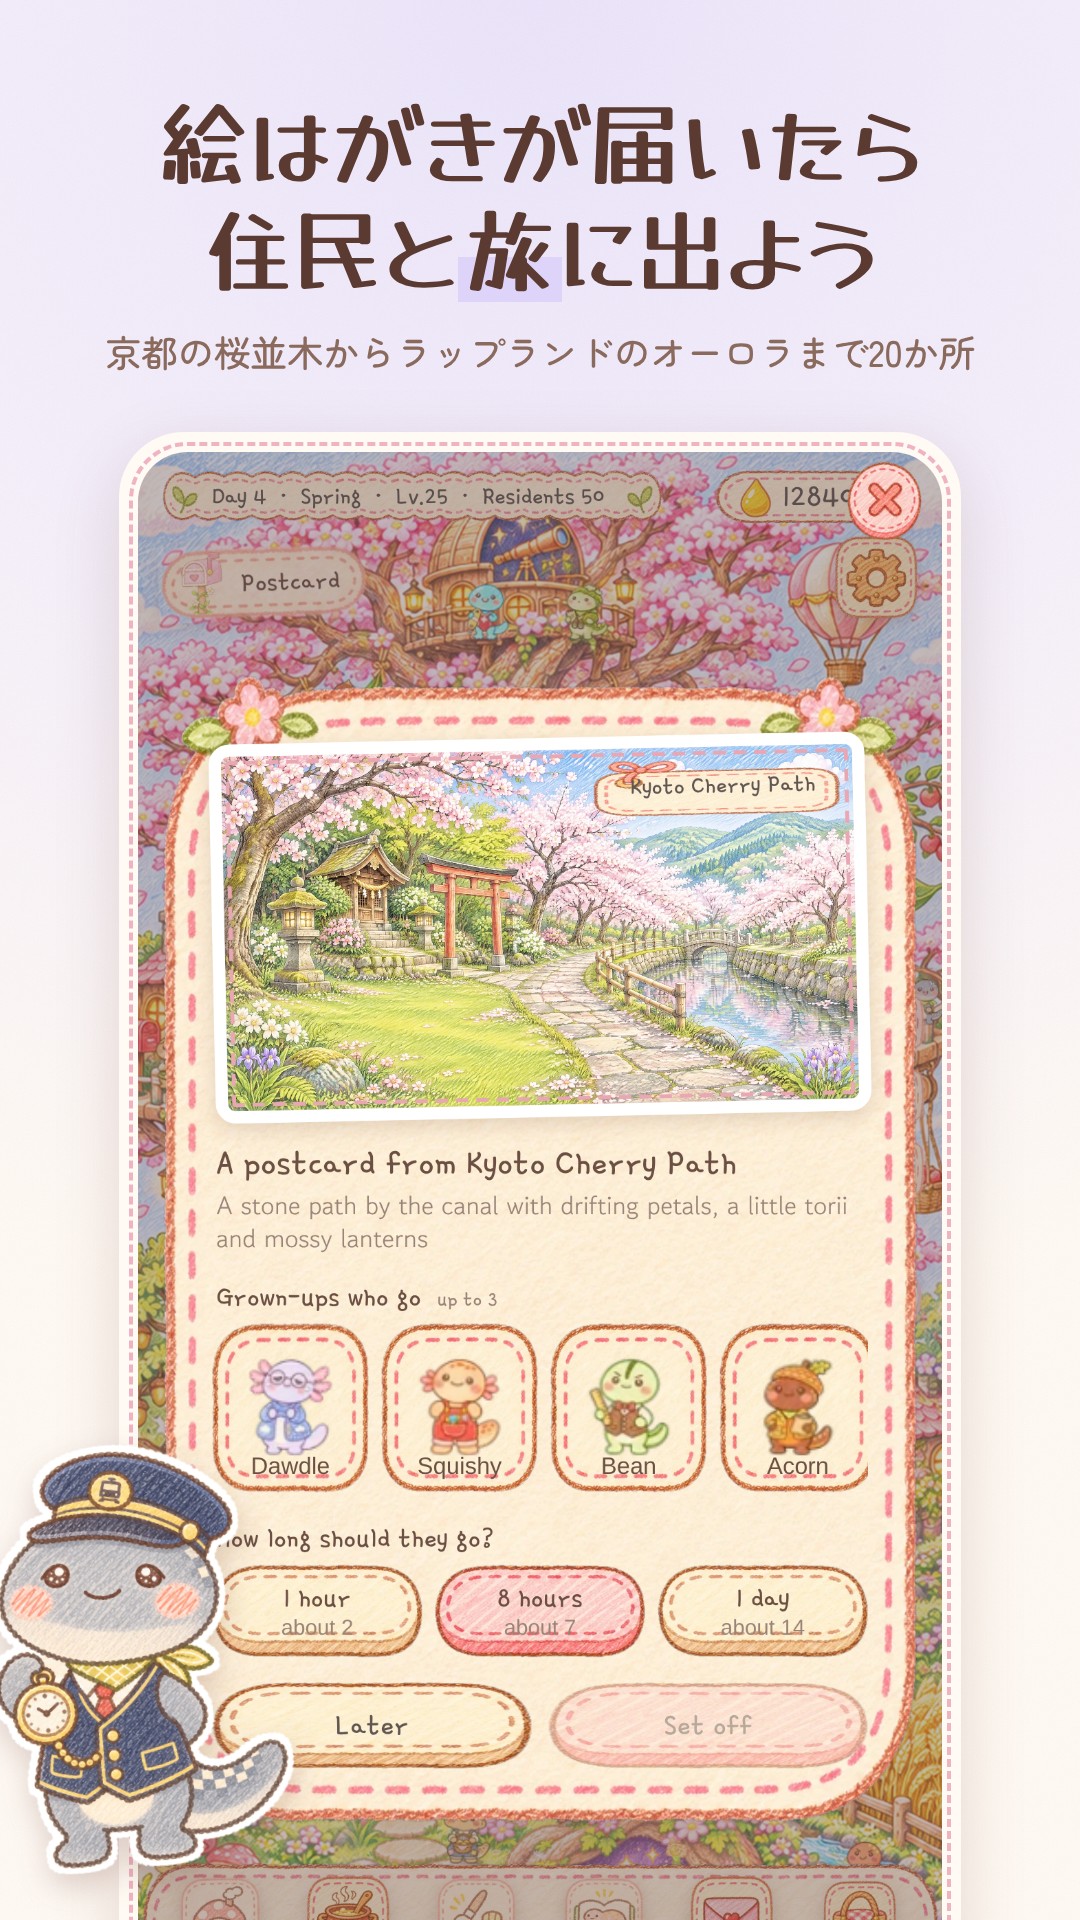 絵はがきが届いたら
住民と旅に出よう
京都の桜並木からラップランドのオーロラまで20か所
Day 4 · Spring · Lv.25 · Residents 50
1284
Postcard
Kyoto Cherry Path
A postcard from Kyoto Cherry Path
A stone path by the canal with drifting petals, a little torii
and mossy lanterns
Grown-ups who go up to 3
Dawdle Squishy Bean Acorn
long should they go?
1 hour 8 hours 1 day
about 2 about 7 about 14
Later Set off